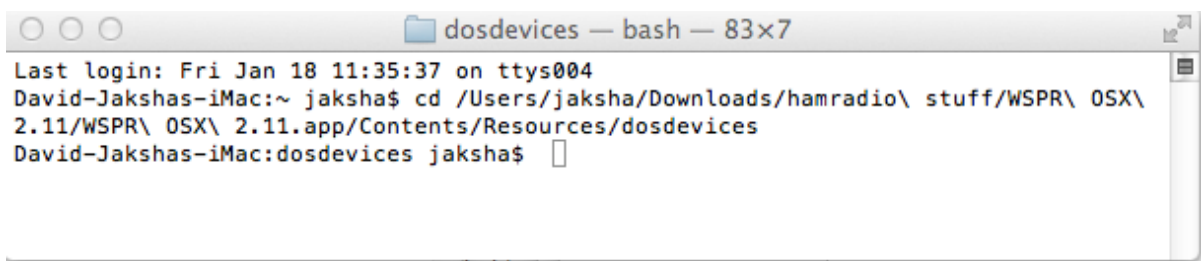 dosdevices — bash — 83×7
Last login: Fri Jan 18 11:35:37 on ttys004
David-Jakshas-iMac:~ jaksha$ cd /Users/jaksha/Downloads/hamradio\ stuff/WSPR\ OSX\
2.11/WSPR\ OSX\ 2.11.app/Contents/Resources/dosdevices
David-Jakshas-iMac:dosdevices jaksha$